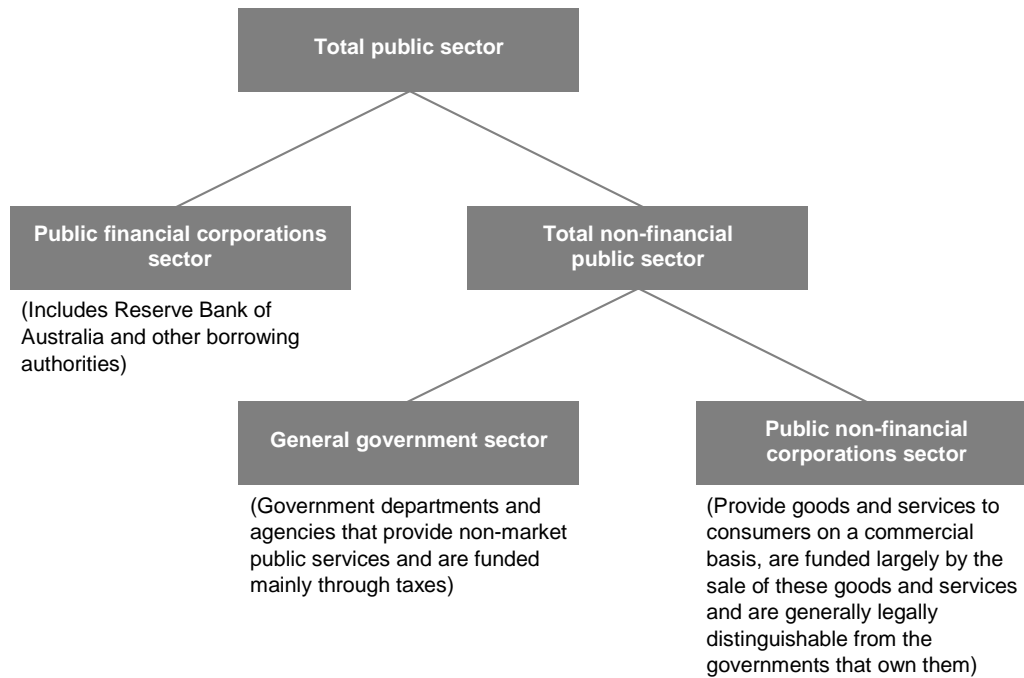 Total public sector
Public financial corporations
sector
Total non-financial
public sector
(Includes Reserve Bank of
Australia and other borrowing
authorities)
General government sector
Public non-financial
corporations sector
(Government departments and
agencies that provide non-market
public services and are funded
mainly through taxes)
(Provide goods and services to
consumers on a commercial
basis, are funded largely by the
sale of these goods and services
and are generally legally
distinguishable from the
governments that own them)